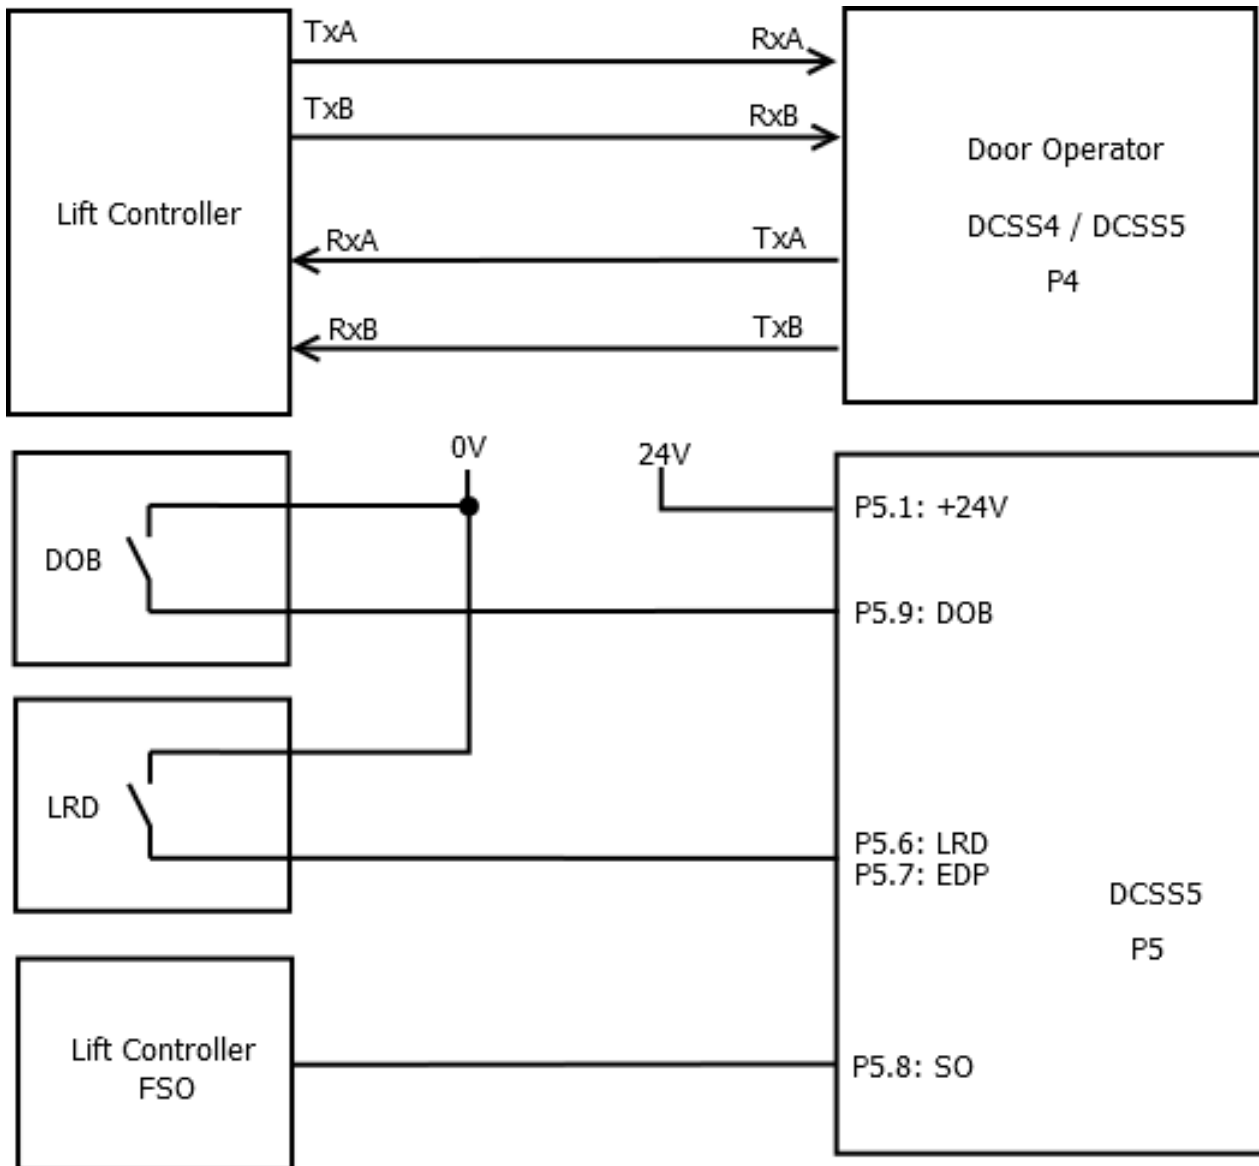 TxA
RxA
TxB
RxB
Door Operator
Lift Controller
DCSS4 / DCSS5
RxA
TxA
P4
RxB
TxB
0V
24V
P5.1: +24V
DOB
P5.9: DOB
LRD
P5.6: LRD
P5.7: EDP
DCSS5
P5
Lift Controller
FSO
P5.8: SO